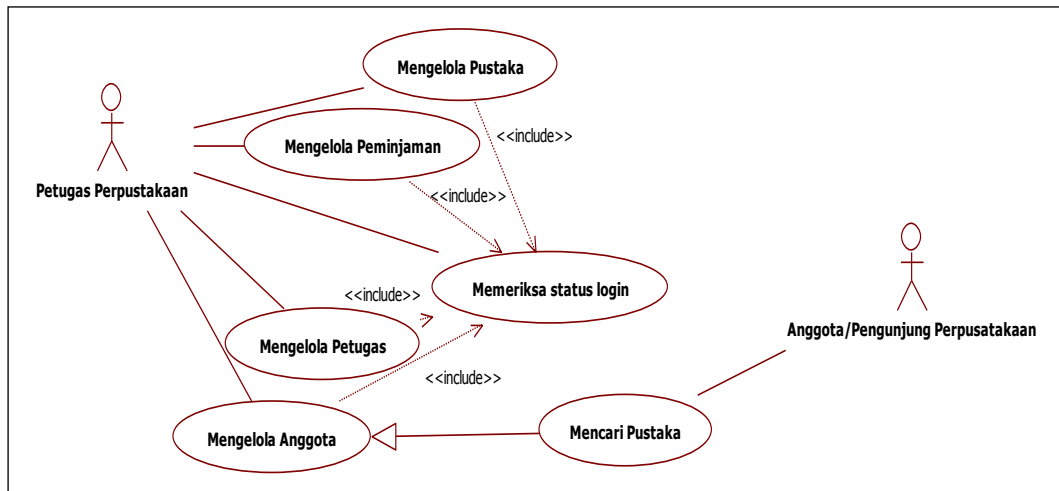 Mengelola Pustaka
<<include>>
Mengelola Peminjaman
Petugas Perpustakaan
<<include>>
Memeriksa status login
<<include>>
Mengelola Petugas
Anggota/Pengunjung Perpusatakaan
<<include>>
Mengelola Anggota
Mencari Pustaka